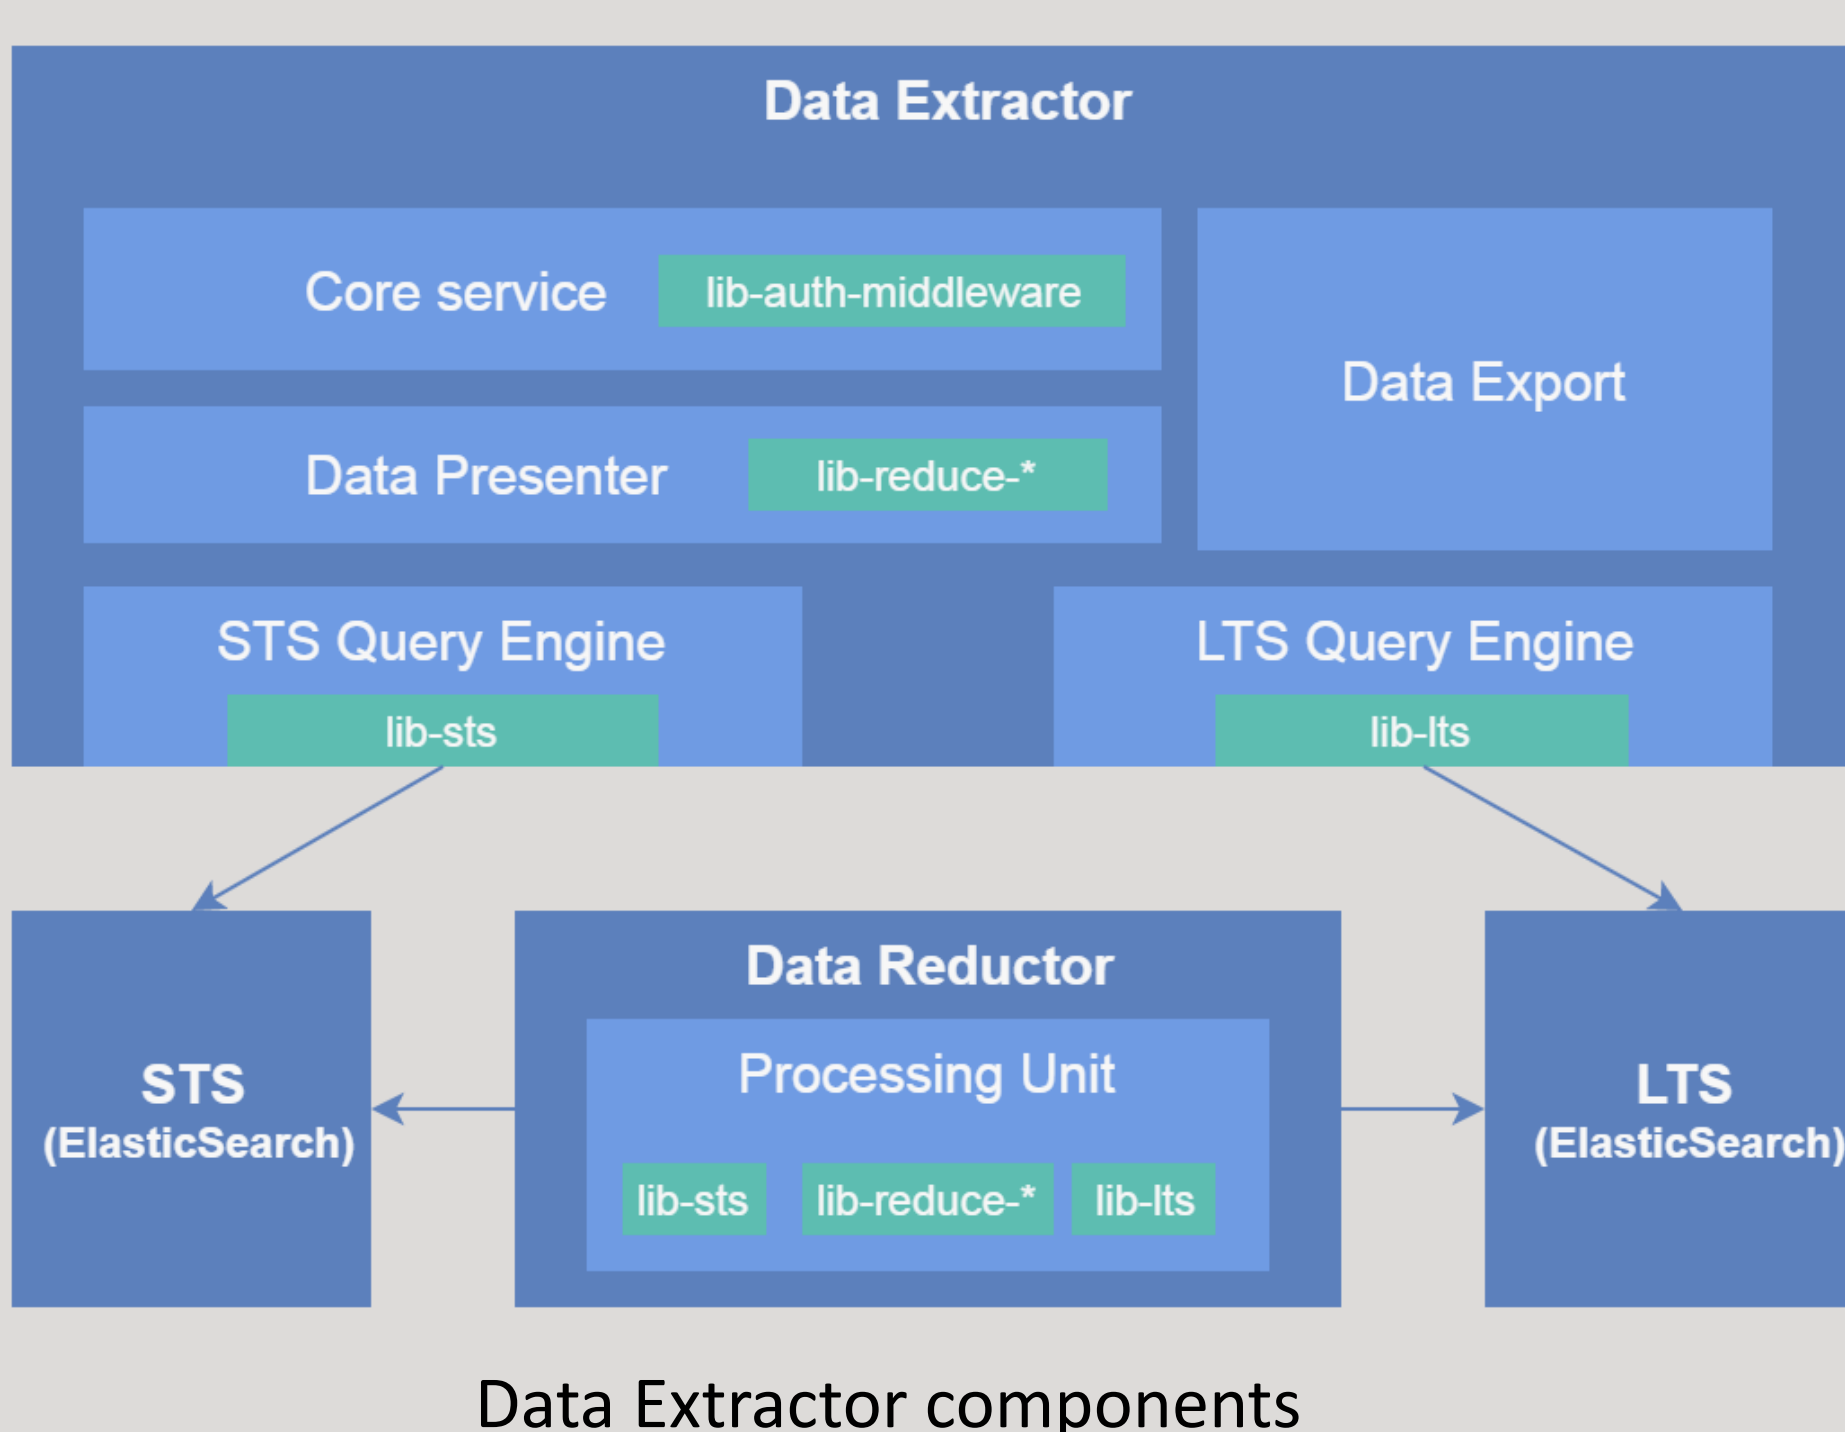 Data Extractor
Core service
lib-auth-middleware
Data Export
Data Presenter
lib-reduce-*
STS Query Engine
lib-sts
LTS Query Engine
lib-lts
STS
(ElasticSearch)
Data Reductor
Processing Unit
lib-sts
lib-reduce-*
lib-lts
LTS
(ElasticSearch)
Data Extractor components